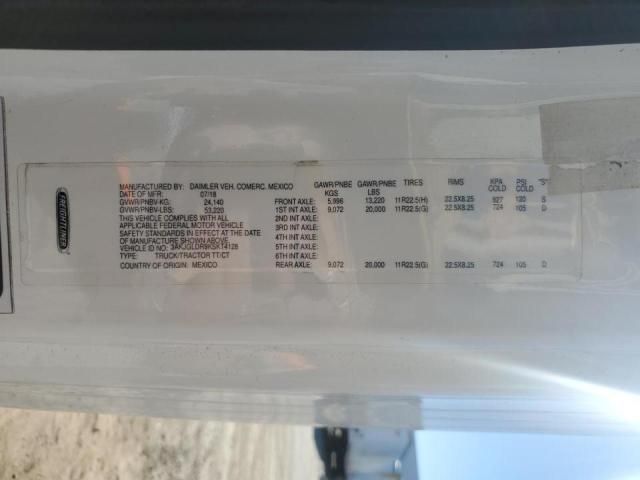 FREIGHTLINER
MANUFACTURED BY: DAIMLER VEH. COMERC. MEXICO
DATE OF MFR: 07/18
GVWR/PNBV-KG: 24,140
GVWR/PNBV-LBS: 53,220
THIS VEHICLE COMPLIES WITH ALL
APPLICABLE FEDERAL MOTOR VEHICLE
SAFETY STANDARDS IN EFFECT ON THE DATE
OF MANUFACTURE SHOWN ABOVE.
VEHICLE ID: 3AKJGLDR9KSKT4128
TYPE: TRUCK/TRACTOR TT/CT
COUNTRY OF ORIGIN: MEXICO
GAWR/PNBE KGS GAWR/PNBE LBS TIRES RIMS KPA COLD PSI COLD "S" D
FRONT AXLE: 5,996 13,220 11R22.5(H) 22.5X8.25 827 120 S
1ST INT AXLE: 9,072 20,000 11R22.5(G) 22.5X8.25 724 105 D
2ND INT AXLE:
3RD INT AXLE:
4TH INT AXLE:
5TH INT AXLE:
6TH INT AXLE:
REAR AXLE: 9,072 20,000 11R22.5(G) 22.5X8.25 724 105 D